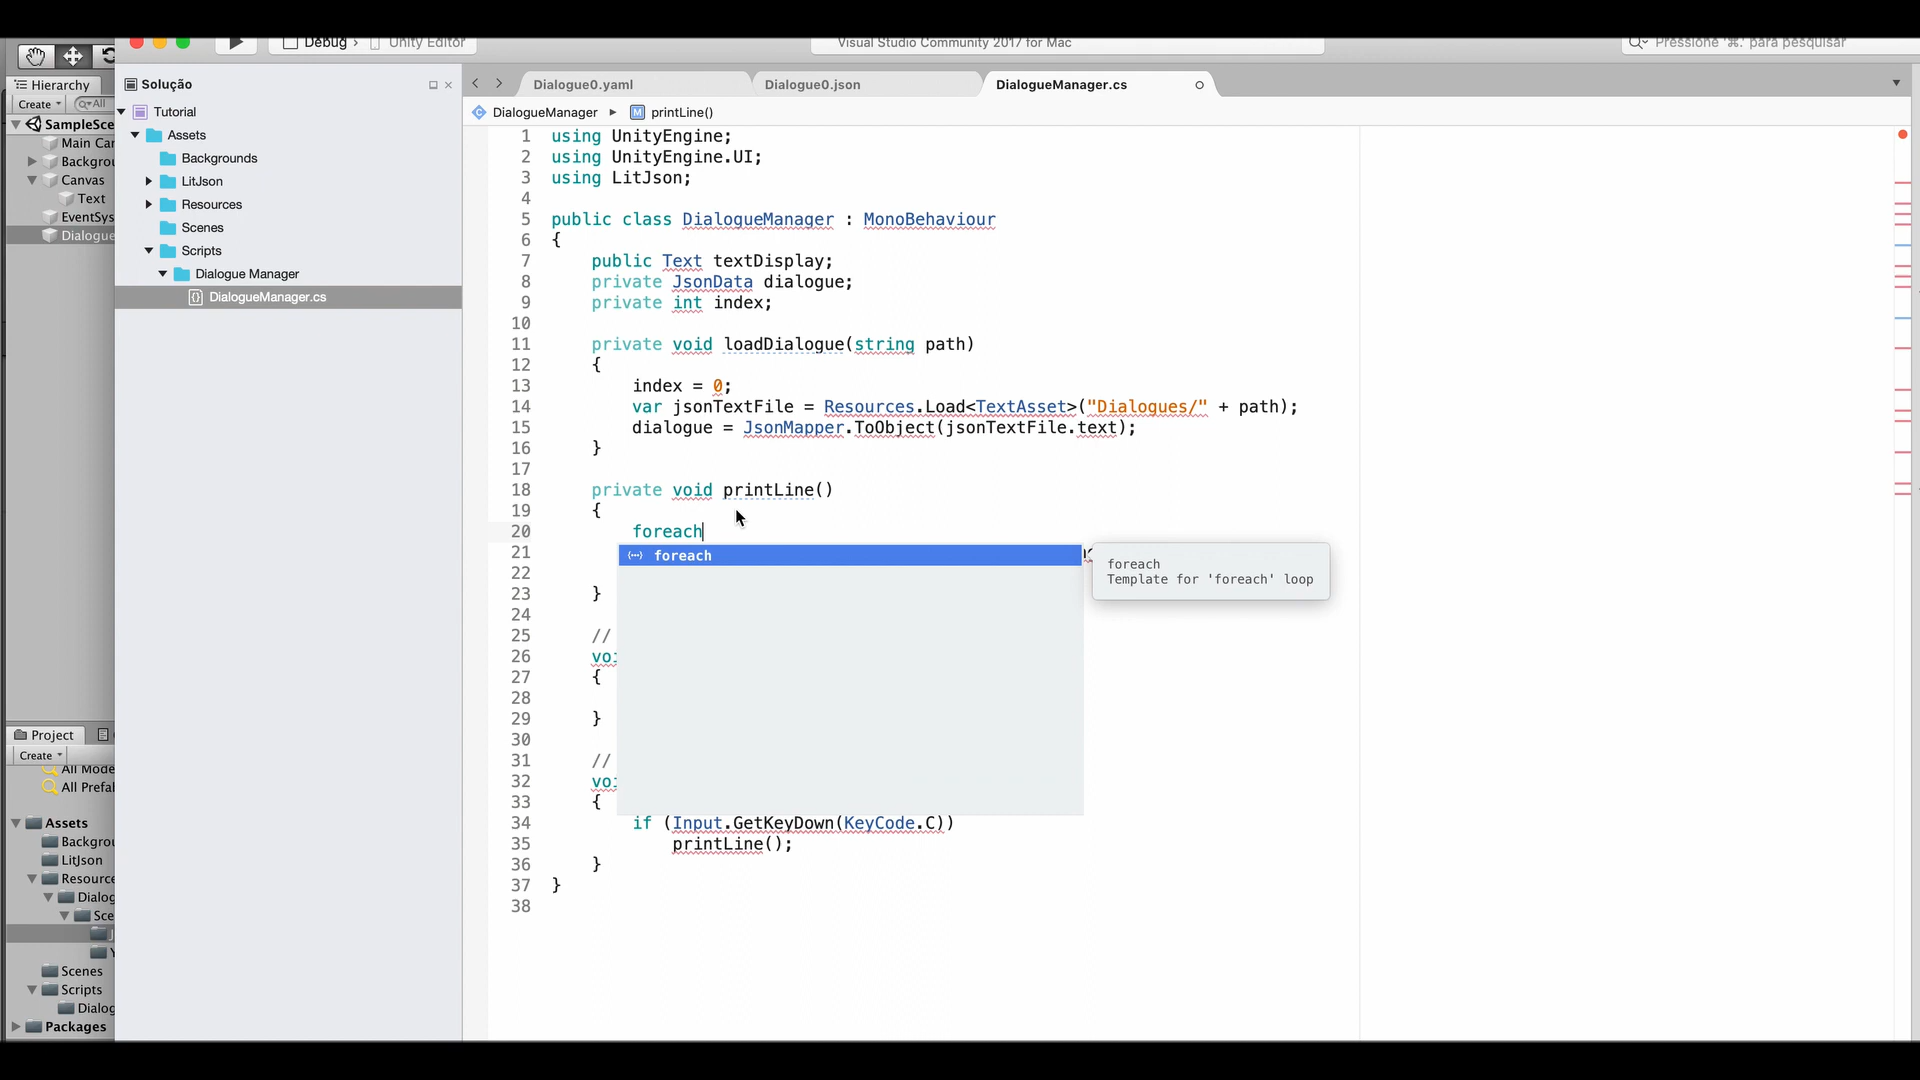 Debug › Unity Editor
Visual Studio Community 2017 for Mac
Pressione '⌘.' para pesquisar
Hierarchy
Create
All
SampleSce
Main Car
Backgrou
Canvas
Text
EventSys
Dialogue
Project
Create
All Mode
All Prefal
Assets
Backgrou
LitJson
Resource
Dialog
Sce
Scenes
Scripts
Dialog
Packages
Solução
Tutorial
Assets
Backgrounds
LitJson
Resources
Scenes
Scripts
Dialogue Manager
DialogueManager.cs
Dialogue0.yaml
Dialogue0.json
DialogueManager.cs
DialogueManager ▸ M printLine()
1 using UnityEngine;
2 using UnityEngine.UI;
3 using LitJson;
4
5 public class DialogueManager : MonoBehaviour
6 {
7 public Text textDisplay;
8 private JsonData dialogue;
9 private int index;
10
11 private void loadDialogue(string path)
12 {
13 index = 0;
14 var jsonTextFile = Resources.Load<TextAsset>("Dialogues/" + path);
15 dialogue = JsonMapper.ToObject(jsonTextFile.text);
16 }
17
18 private void printLine()
19 {
20 foreach
21
22
23 }
24
25 //
26 voi
27 {
28
29 }
30
31 //
32 voi
33 {
34 if (Input.GetKeyDown(KeyCode.C))
35 printLine();
36 }
37 }
38
foreach
foreach
Template for 'foreach' loop